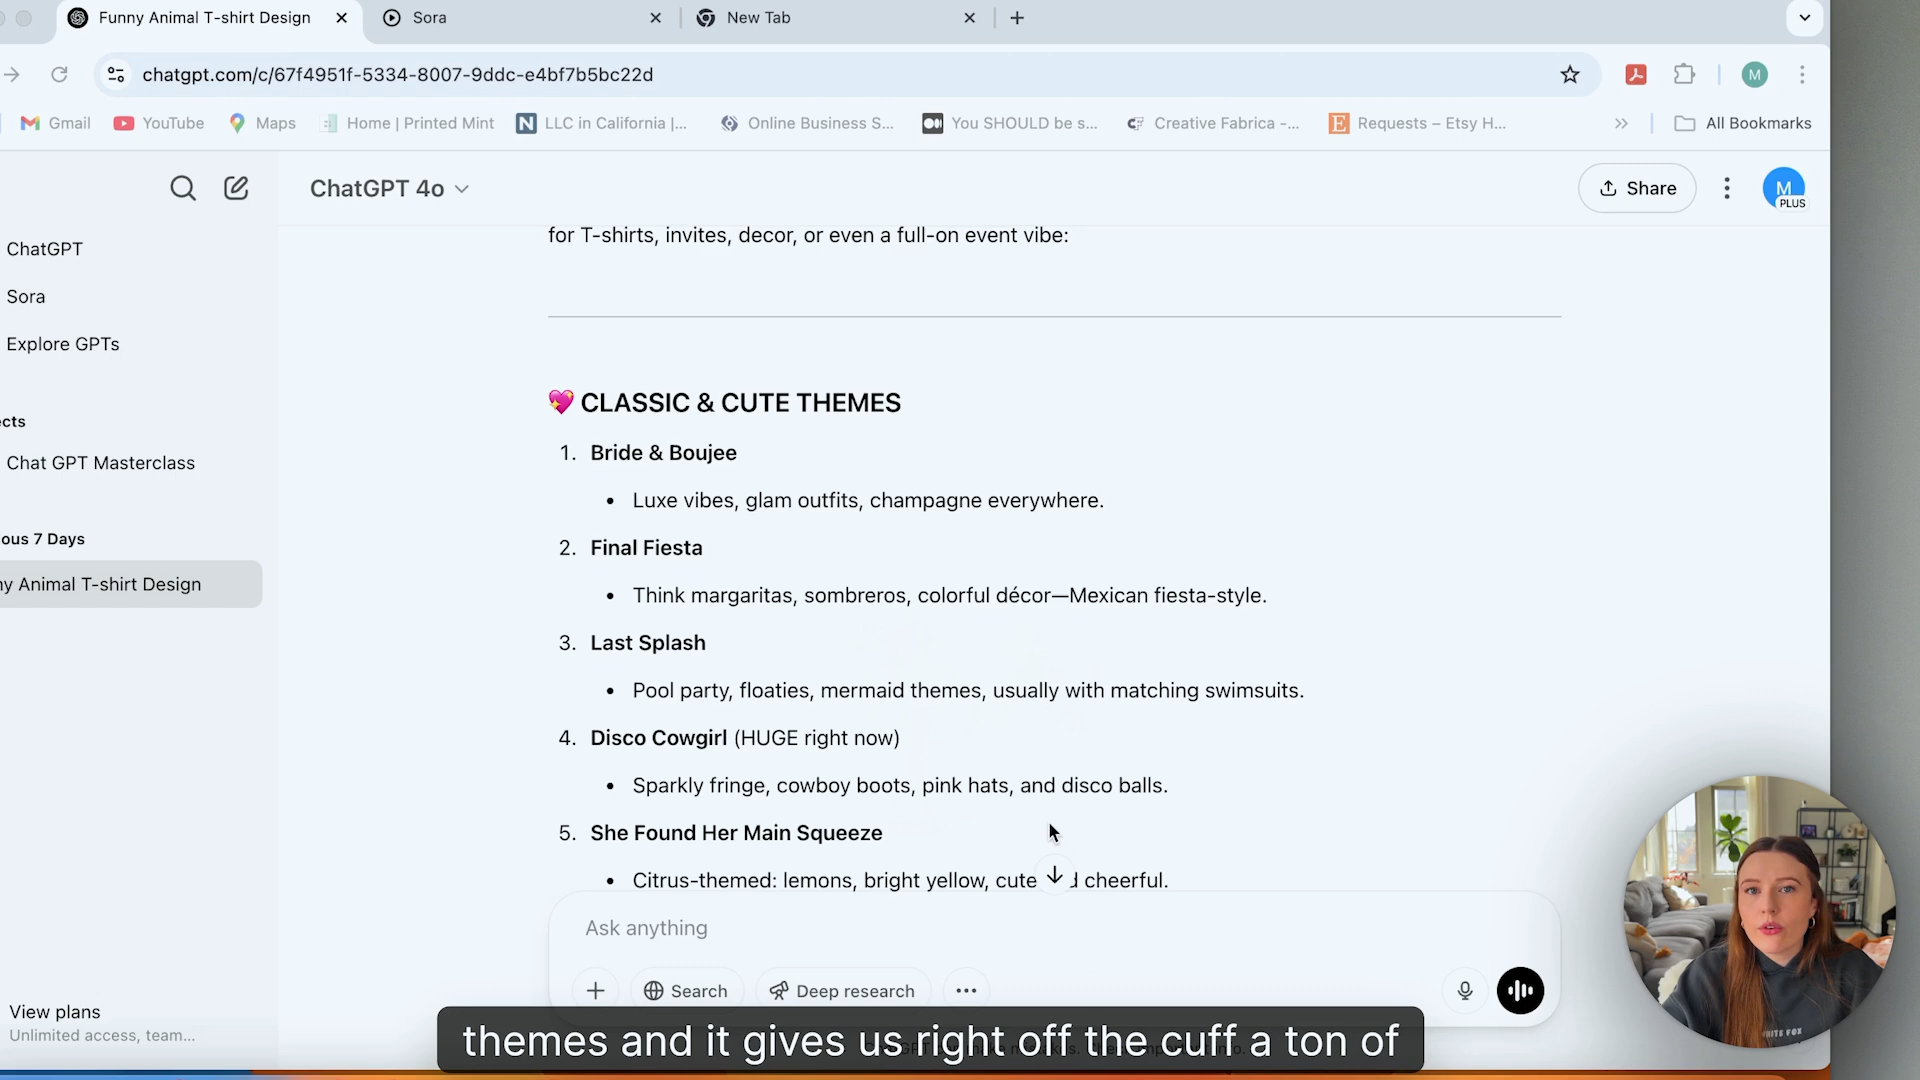 Funny Animal T-shirt Design
Sora
New Tab
chatgpt.com/c/67f4951f-5334-8007-9ddc-e4bf7b5bc22d
M
Gmail
YouTube
Maps
Home | Printed Mint
LLC in California |...
Online Business S...
You SHOULD be s...
Creative Fabrica -...
Requests – Etsy H...
All Bookmarks
ChatGPT 4o
Share
M
PLUS
ChatGPT
Sora
Explore GPTs
ects
Chat GPT Masterclass
ous 7 Days
ny Animal T-shirt Design
View plans
Unlimited access, team...
for T-shirts, invites, decor, or even a full-on event vibe:
💖 CLASSIC & CUTE THEMES
1. Bride & Boujee
• Luxe vibes, glam outfits, champagne everywhere.
2. Final Fiesta
• Think margaritas, sombreros, colorful décor—Mexican fiesta-style.
3. Last Splash
• Pool party, floaties, mermaid themes, usually with matching swimsuits.
4. Disco Cowgirl (HUGE right now)
• Sparkly fringe, cowboy boots, pink hats, and disco balls.
5. She Found Her Main Squeeze
• Citrus-themed: lemons, bright yellow, cute d cheerful.
Ask anything
Search
Deep research
themes and it gives us right off the cuff a ton of